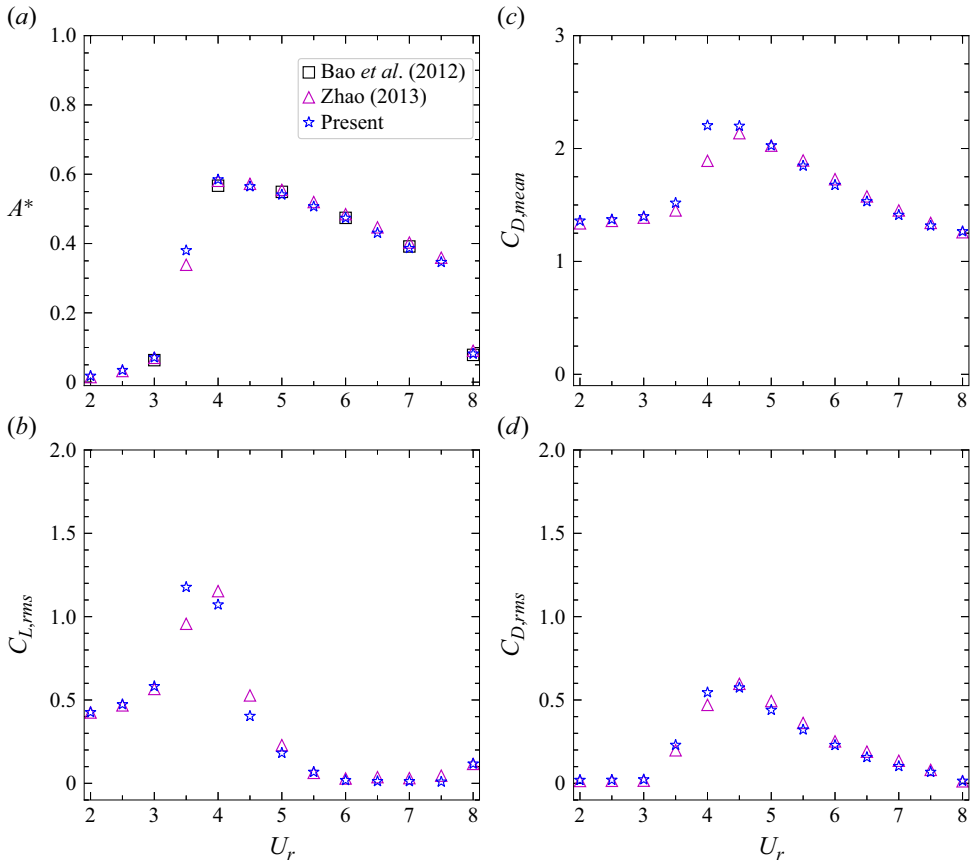 (a)
1.0
0.8
0.6
A*
0.4
0.2
0
2 3 4 5 6 7 8
Bao et al. (2012)
Zhao (2013)
Present
(c)
3
2
C_D,mean
1
0
2 3 4 5 6 7 8
(b)
2.0
1.5
1.0
C_L,rms
0.5
0
2 3 4 5 6 7 8
U_r
(d)
2.0
1.5
1.0
C_D,rms
0.5
0
2 3 4 5 6 7 8
U_r